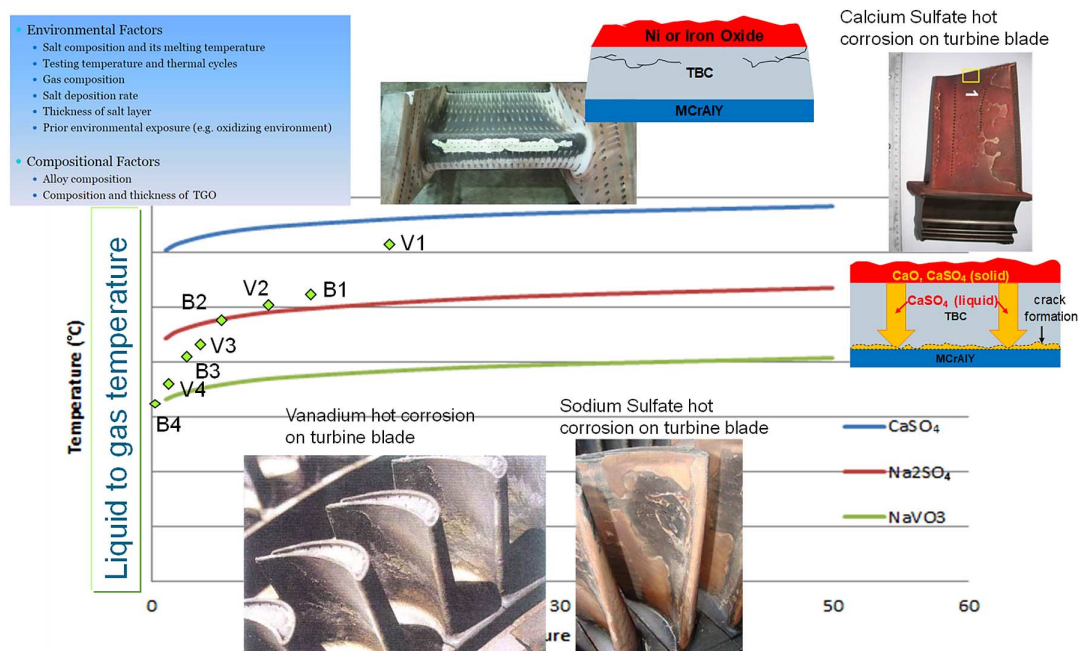 Environmental Factors
Salt composition and its melting temperature
Testing temperature and thermal cycles
Gas composition
Salt deposition rate
Thickness of salt layer
Prior environmental exposure (e.g. oxidizing environment)
Compositional Factors
Alloy composition
Composition and thickness of TGO
Ni or Iron Oxide
TBC
MCrAlY
Calcium Sulfate hot
corrosion on turbine blade
1
CaO, CaSO₄ (solid)
CaSO₄ (liquid)
TBC
crack
formation
MCrAlY
Temperature (°C)
Liquid to gas temperature
V1
B1
V2
B2
V3
B3
V4
B4
Vanadium hot corrosion
on turbine blade
Sodium Sulfate hot
corrosion on turbine blade
CaSO₄
Na2SO₄
NaVO3
0
30
50
60
ure